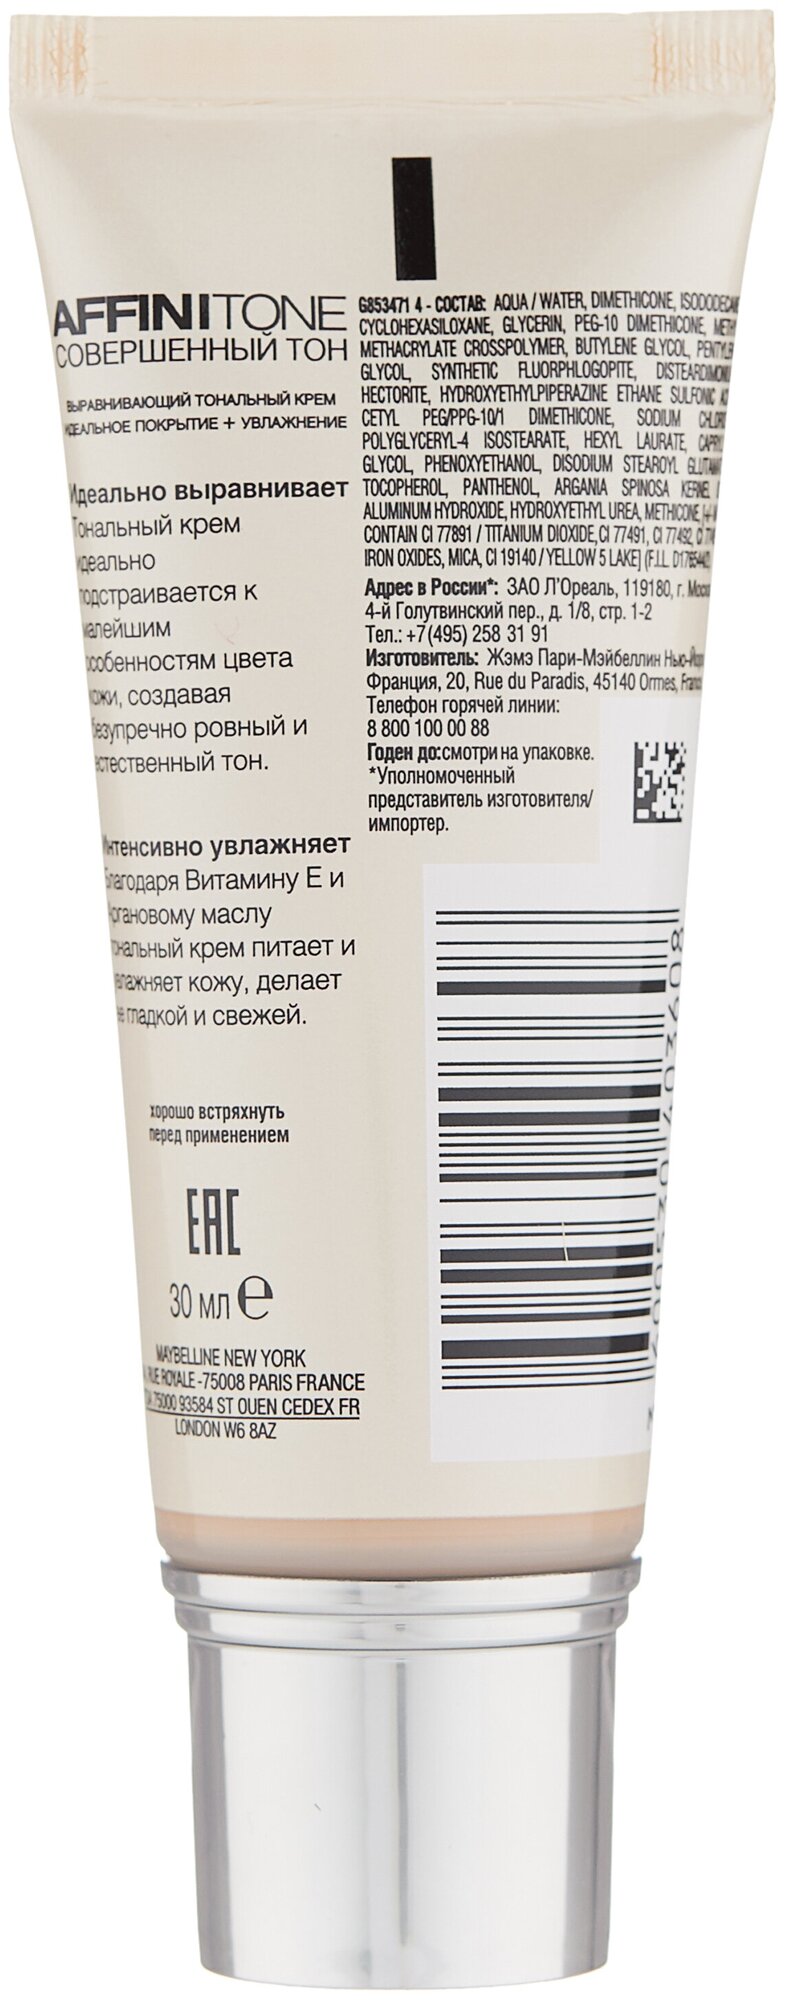 AFFINITONE
СОВЕРШЕННЫЙ ТОН
ВЫРАВНИВАЮЩИЙ ТОНАЛЬНЫЙ КРЕМ
ИДЕАЛЬНОЕ ПОКРЫТИЕ + УВЛАЖНЕНИЕ
Идеально выравнивает
Тональный крем
идеально
подстраивается к
малейшим
особенностям цвета
кожи, создавая
безупречно ровный и
естественный тон.
Интенсивно увлажняет
Благодаря Витамину Е и
Аргановому маслу
тональный крем питает и
увлажняет кожу, делает
ее гладкой и свежей.
хорошо встряхнуть
перед применением
EAC
30 мл e
MAYBELLINE NEW YORK
RUE ROYALE - 75008 PARIS FRANCE
75000 93584 ST OUEN CEDEX FR
LONDON W6 8AZ
G853471 4 - СОСТАВ: AQUA / WATER, DIMETHICONE,
CYCLOHEXASILOXANE, GLYCERIN, PEG-10 DIMETHICONE,
METHACRYLATE CROSSPOLYMER, BUTYLENE GLYCOL,
GLYCOL, SYNTHETIC FLUORPHLOGOPITE,
HECTORITE, HYDROXYETHYLPIPERAZINE ETHANE SULFONIC
CETYL PEG/PPG-10/1 DIMETHICONE, SODIUM
POLYGLYCERYL-4 ISOSTEARATE, HEXYL LAURATE,
GLYCOL, PHENOXYETHANOL, DISODIUM STEAROYL
TOCOPHEROL, PANTHENOL, ARGANIA SPINOSA KERNEL
ALUMINUM HYDROXIDE, HYDROXYETHYL UREA, METHICONE, [+/-
CONTAIN CI 77891 / TITANIUM DIOXIDE, CI 77491, CI 77492,
IRON OXIDES, MICA, CI 19140 / YELLOW 5 LAKE] (F.I.L.
Адрес в России*: ЗАО Л'Ореаль, 119180, г.
4-й Голутвинский пер., д. 1/8, стр. 1-2
Тел.: +7 (495) 258 31 91
Изготовитель: Жэмэ Пари-Мэйбеллин
Франция, 20, Rue du Paradis, 45140 Ormes,
Телефон горячей линии:
8 800 100 00 88
Годен до: смотри на упаковке.
*Уполномоченный
представитель изготовителя/
импортер.